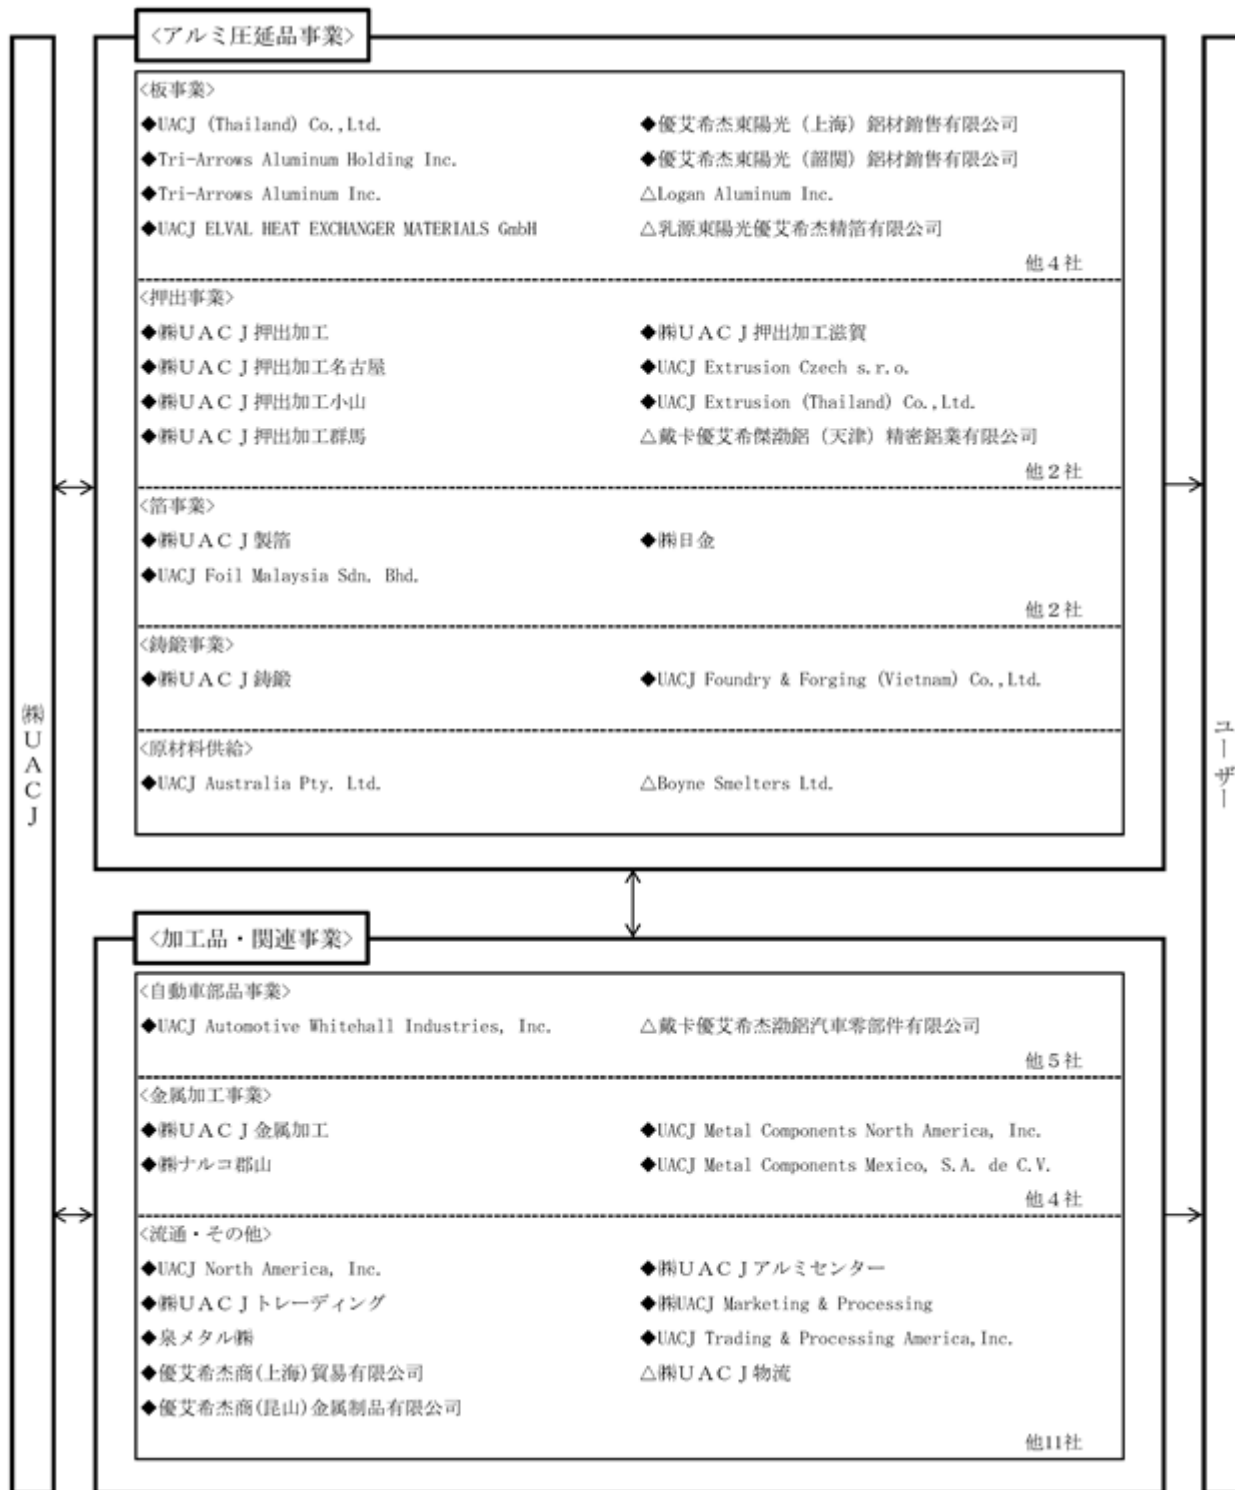 <アルミ圧延品事業>
<板事業>
◆UACJ (Thailand) Co.,Ltd. ◆優艾希杰東陽光（上海）鋁材銷售有限公司
◆Tri-Arrows Aluminum Holding Inc. ◆優艾希杰東陽光（韶関）鋁材銷售有限公司
◆Tri-Arrows Aluminum Inc. △Logan Aluminum Inc.
◆UACJ ELVAL HEAT EXCHANGER MATERIALS GmbH △乳源東陽光優艾希杰精箔有限公司
他４社
<押出事業>
◆㈱ＵＡＣＪ押出加工 ◆㈱ＵＡＣＪ押出加工滋賀
◆㈱ＵＡＣＪ押出加工名古屋 ◆UACJ Extrusion Czech s.r.o.
◆㈱ＵＡＣＪ押出加工小山 ◆UACJ Extrusion (Thailand) Co.,Ltd.
◆㈱ＵＡＣＪ押出加工群馬 △戴卡優艾希傑渤鋁（天津）精密鋁業有限公司
他２社
<箔事業>
◆㈱ＵＡＣＪ製箔 ◆㈱日金
◆UACJ Foil Malaysia Sdn. Bhd.
他２社
<鋳鍛事業>
◆㈱ＵＡＣＪ鋳鍛 ◆UACJ Foundry & Forging (Vietnam) Co.,Ltd.
<原材料供給>
◆UACJ Australia Pty. Ltd. △Boyne Smelters Ltd.
㈱ＵＡＣＪ
ユーザー
<加工品・関連事業>
<自動車部品事業>
◆UACJ Automotive Whitehall Industries, Inc. △戴卡優艾希杰渤鋁汽車零部件有限公司
他５社
<金属加工事業>
◆㈱ＵＡＣＪ金属加工 ◆UACJ Metal Components North America, Inc.
◆㈱ナルコ郡山 ◆UACJ Metal Components Mexico, S.A. de C.V.
他４社
<流通・その他>
◆UACJ North America, Inc. ◆㈱ＵＡＣＪアルミセンター
◆㈱ＵＡＣＪトレーディング ◆㈱UACJ Marketing & Processing
◆泉メタル㈱ ◆UACJ Trading & Processing America,Inc.
◆優艾希杰商(上海)貿易有限公司 △㈱ＵＡＣＪ物流
◆優艾希杰商(昆山)金属制品有限公司
他11社